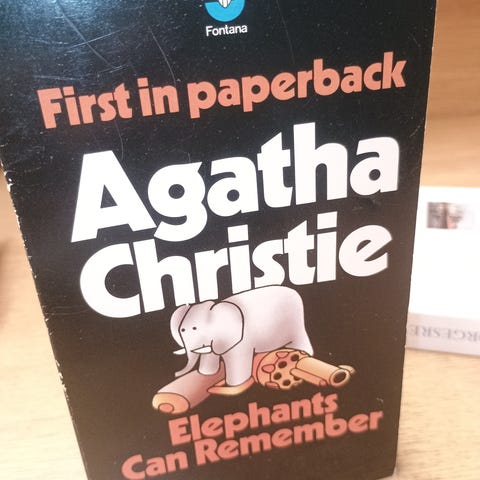 Fontana
First in paperback
Agatha
Christie
Elephants
Can Remember